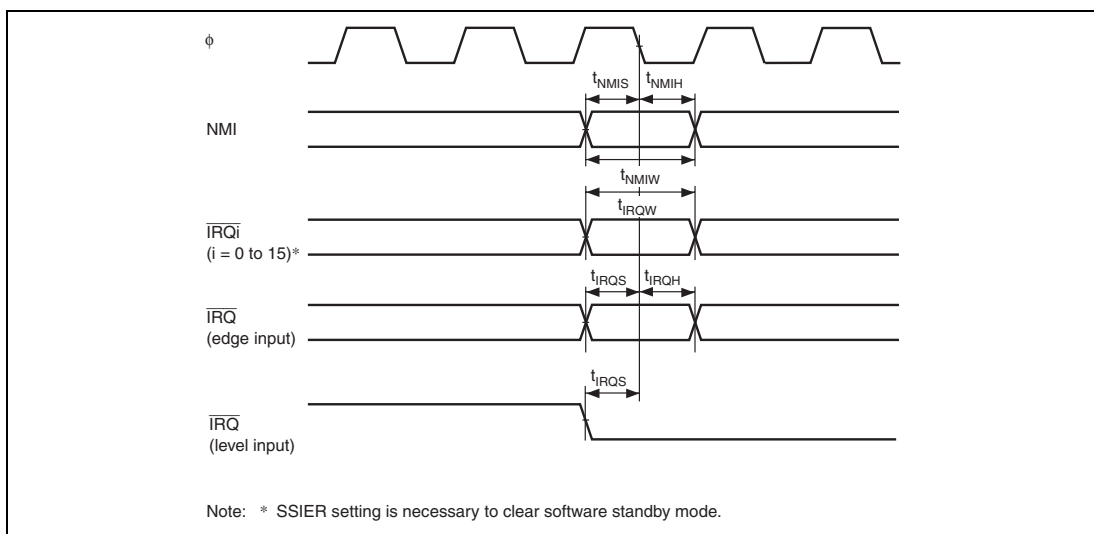 φ
tNMIS tNMIH
NMI
tNMIW
tIRQW
IRQi
(i = 0 to 15)*
tIRQS tIRQH
IRQ
(edge input)
tIRQS
IRQ
(level input)
Note: * SSIER setting is necessary to clear software standby mode.